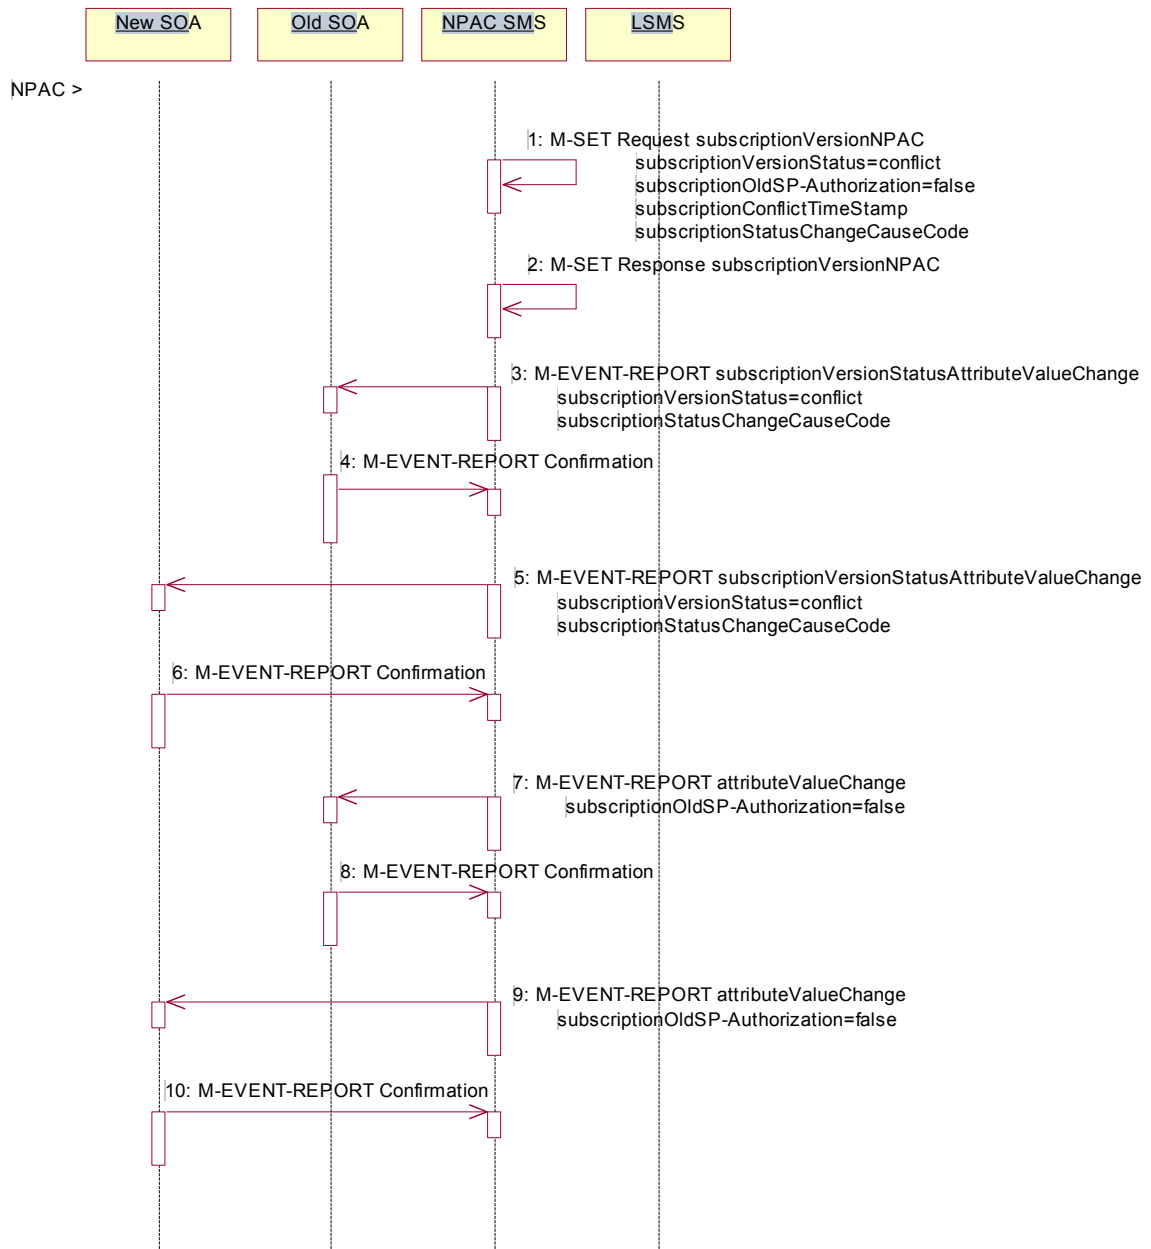 New SOA
Old SOA
NPAC SMS
LSMS
NPAC >
1: M-SET Request subscriptionVersionNPAC
subscriptionVersionStatus=conflict
subscriptionOldSP-Authorization=false
subscriptionConflictTimeStamp
subscriptionStatusChangeCauseCode
2: M-SET Response subscriptionVersionNPAC
3: M-EVENT-REPORT subscriptionVersionStatusAttributeValueChange
subscriptionVersionStatus=conflict
subscriptionStatusChangeCauseCode
4: M-EVENT-REPORT Confirmation
5: M-EVENT-REPORT subscriptionVersionStatusAttributeValueChange
subscriptionVersionStatus=conflict
subscriptionStatusChangeCauseCode
6: M-EVENT-REPORT Confirmation
7: M-EVENT-REPORT attributeValueChange
subscriptionOldSP-Authorization=false
8: M-EVENT-REPORT Confirmation
9: M-EVENT-REPORT attributeValueChange
subscriptionOldSP-Authorization=false
10: M-EVENT-REPORT Confirmation